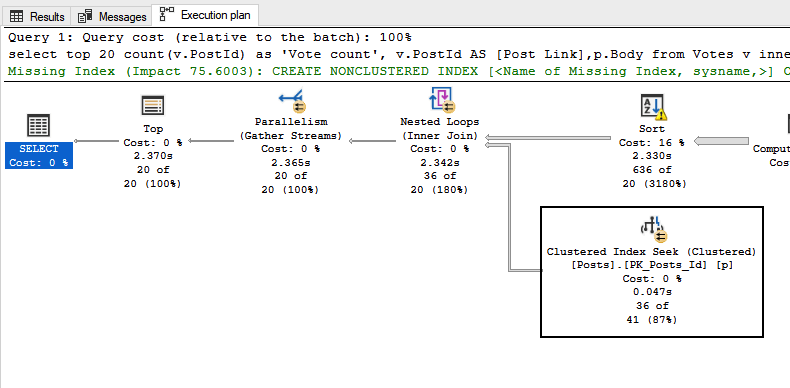 Results Messages Execution plan
Query 1: Query cost (relative to the batch): 100%
select top 20 count(v.PostId) as 'Vote count', v.PostId AS [Post Link],p.Body from Votes v inne
Missing Index (Impact 75.6003): CREATE NONCLUSTERED INDEX [<Name of Missing Index, sysname,>]
SELECT
Cost: 0 %
Top
Cost: 0 %
2.370s
20 of
20 (100%)
Parallelism
(Gather Streams)
Cost: 0 %
2.365s
20 of
20 (100%)
Nested Loops
(Inner Join)
Cost: 0 %
2.342s
36 of
20 (180%)
Sort
Cost: 16 %
2.330s
636 of
20 (3180%)
Comput
Cos
Clustered Index Seek (Clustered)
[Posts].[PK_Posts_Id] [p]
Cost: 0 %
0.047s
36 of
41 (87%)